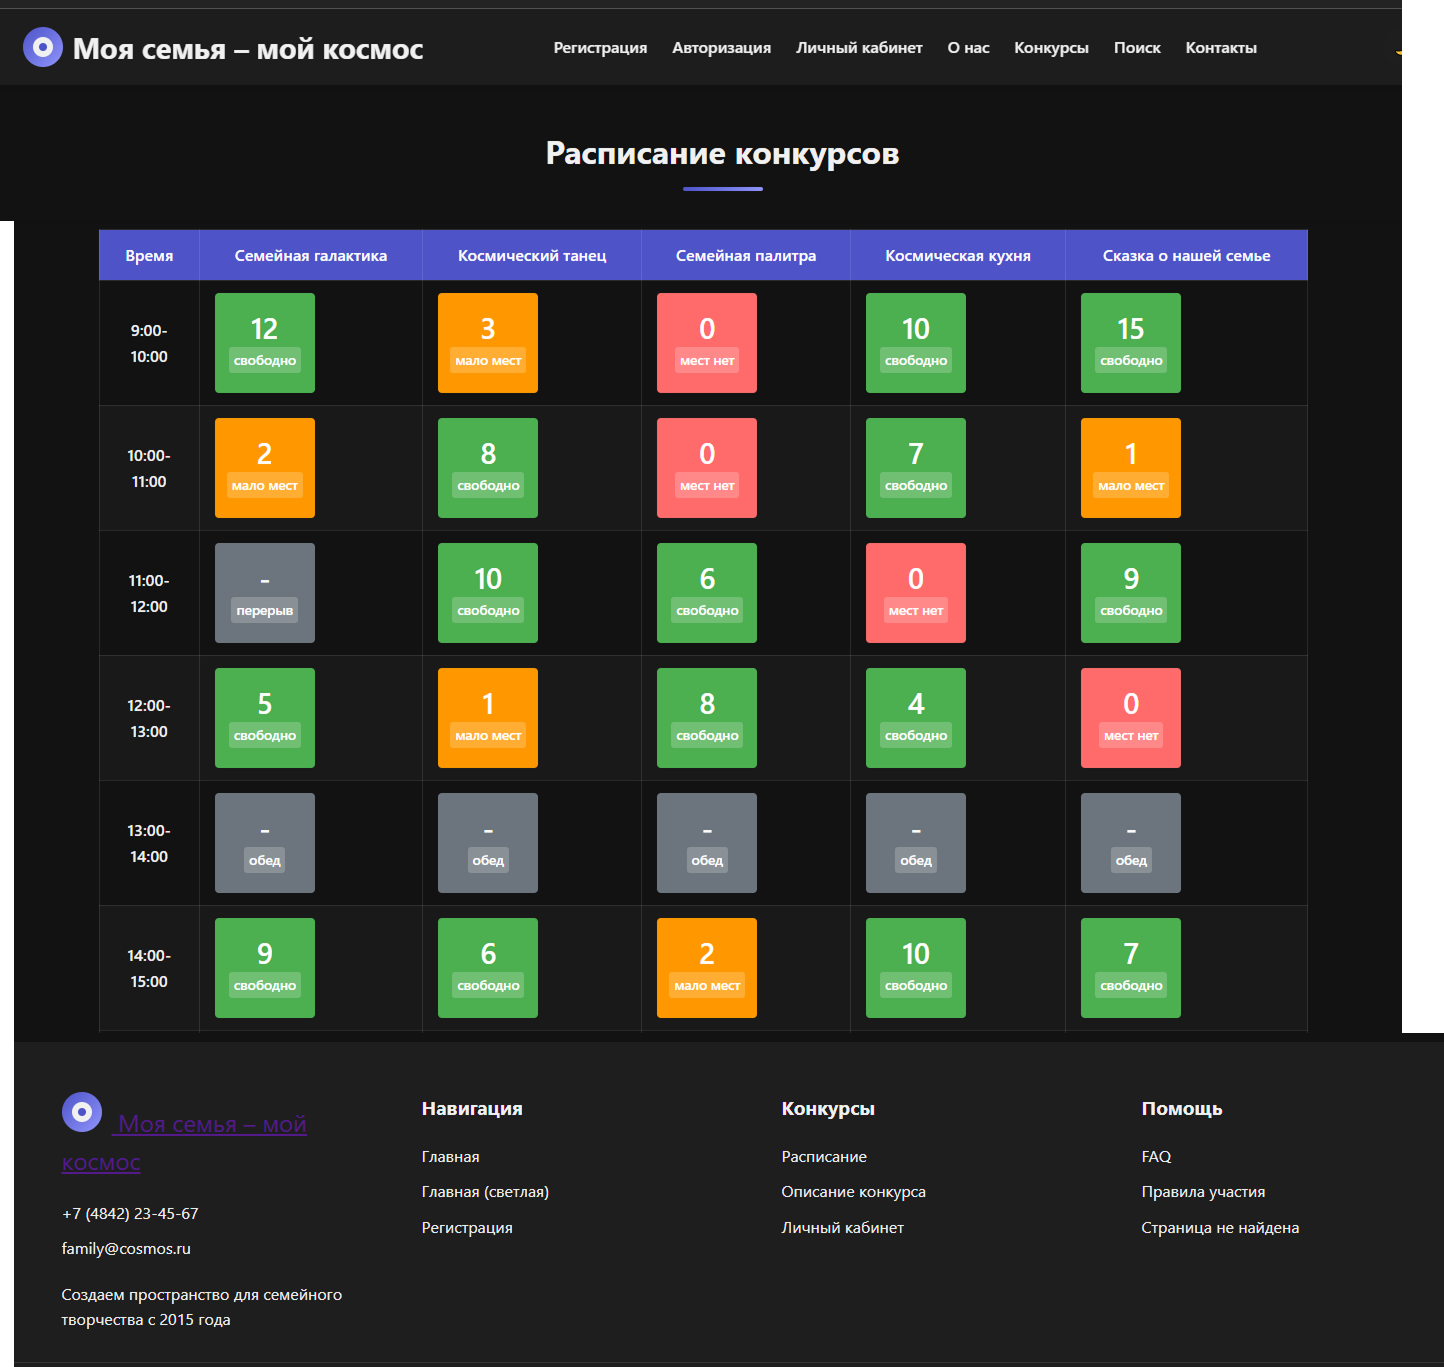 Моя семья – мой космос
Регистрация Авторизация Личный кабинет О нас Конкурсы Поиск Контакты
Расписание конкурсов
Время Семейная галактика Космический танец Семейная палитра Космическая кухня Сказка о нашей семье
9:00-
10:00
12 3 0 10 15
свободно мало мест мест нет свободно свободно
10:00-
11:00
2 8 0 7 1
мало мест свободно мест нет свободно мало мест
11:00-
12:00
- 10 6 0 9
перерыв свободно свободно мест нет свободно
12:00-
13:00
5 1 8 4 0
свободно мало мест свободно свободно мест нет
13:00-
14:00
- - - - -
обед обед обед обед обед
14:00-
15:00
9 6 2 10 7
свободно свободно мало мест свободно свободно
Моя семья – мой
космос
+7 (4842) 23-45-67
family@cosmos.ru
Создаем пространство для семейного
творчества с 2015 года
Навигация
Главная
Главная (светлая)
Регистрация
Конкурсы
Расписание
Описание конкурса
Личный кабинет
Помощь
FAQ
Правила участия
Страница не найдена